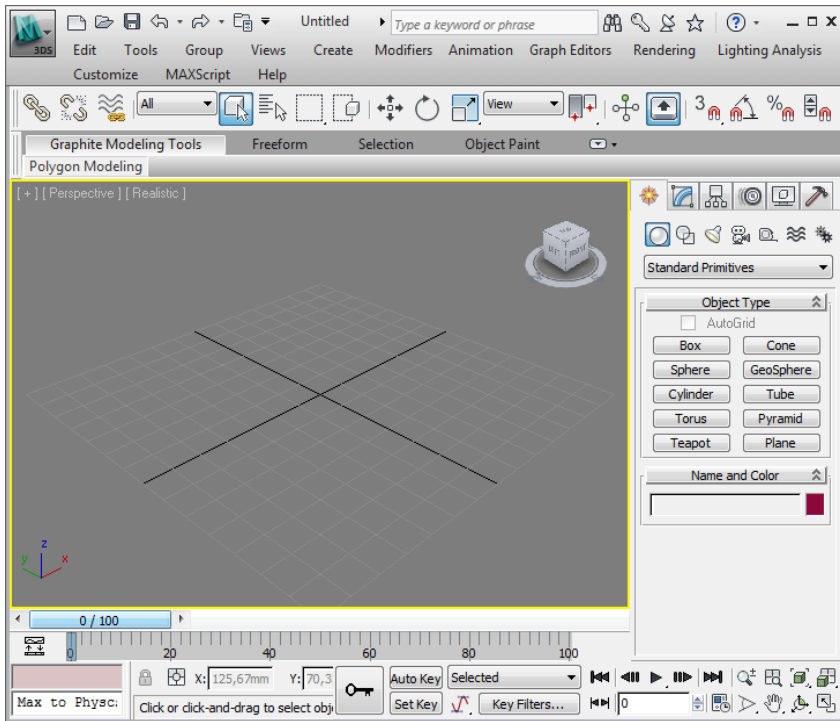 3DS Untitled Type a keyword or phrase
Edit Tools Group Views Create Modifiers Animation Graph Editors Rendering Lighting Analysis
Customize MAXScript Help
All View 3 %
Graphite Modeling Tools Freeform Selection Object Paint
Polygon Modeling
[ + ] [ Perspective ] [ Realistic ]
Standard Primitives
Object Type
AutoGrid
Box Cone
Sphere GeoSphere
Cylinder Tube
Torus Pyramid
Teapot Plane
Name and Color
z
y x
0 / 100
0 20 40 60 80 100
X: 125,67mm Y: 70,3 Auto Key Selected
Max to Physc: Click or click-and-drag to select obj Set Key Key Filters... 0